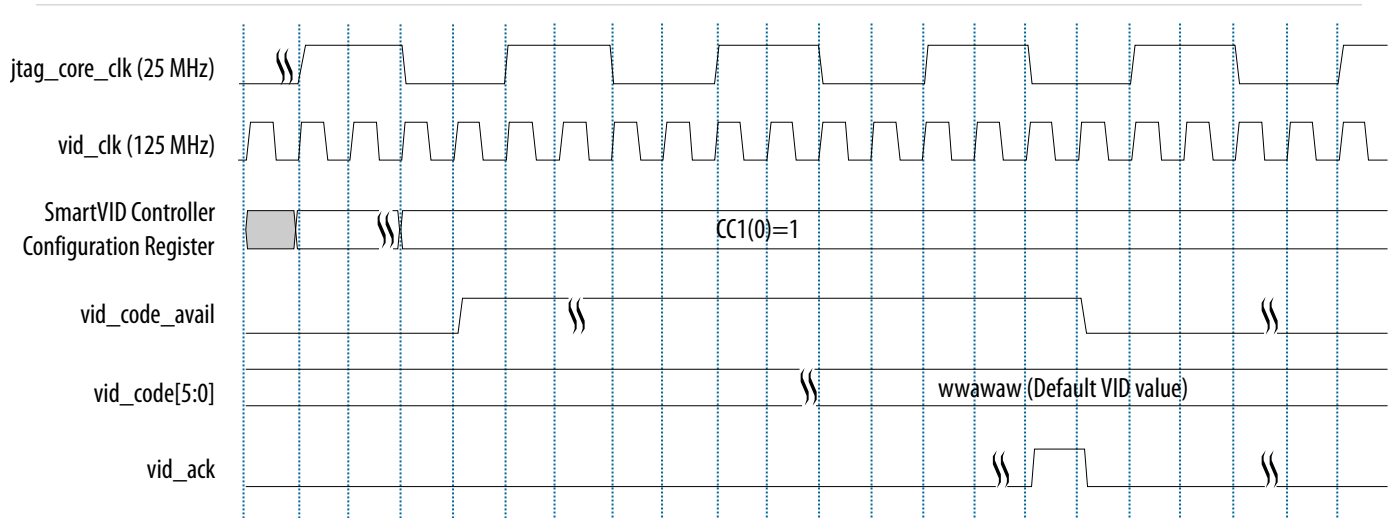 jtag_core_clk (25 MHz)
vid_clk (125 MHz)
SmartVID Controller
Configuration Register
CC1(0)=1
vid_code_avail
vid_code[5:0]
wwawaw (Default VID value)
vid_ack